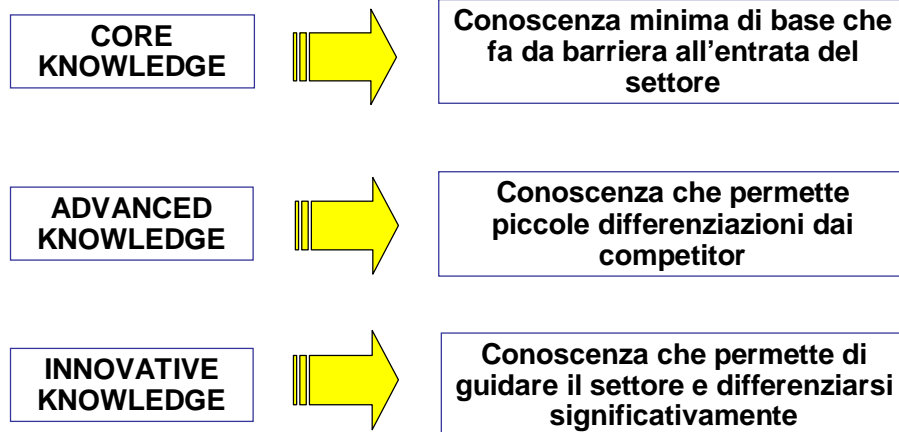 CORE
KNOWLEDGE
Conoscenza minima di base che
fa da barriera all'entrata del
settore
ADVANCED
KNOWLEDGE
Conoscenza che permette
piccole differenziazioni dai
competitor
INNOVATIVE
KNOWLEDGE
Conoscenza che permette di
guidare il settore e differenziarsi
significativamente